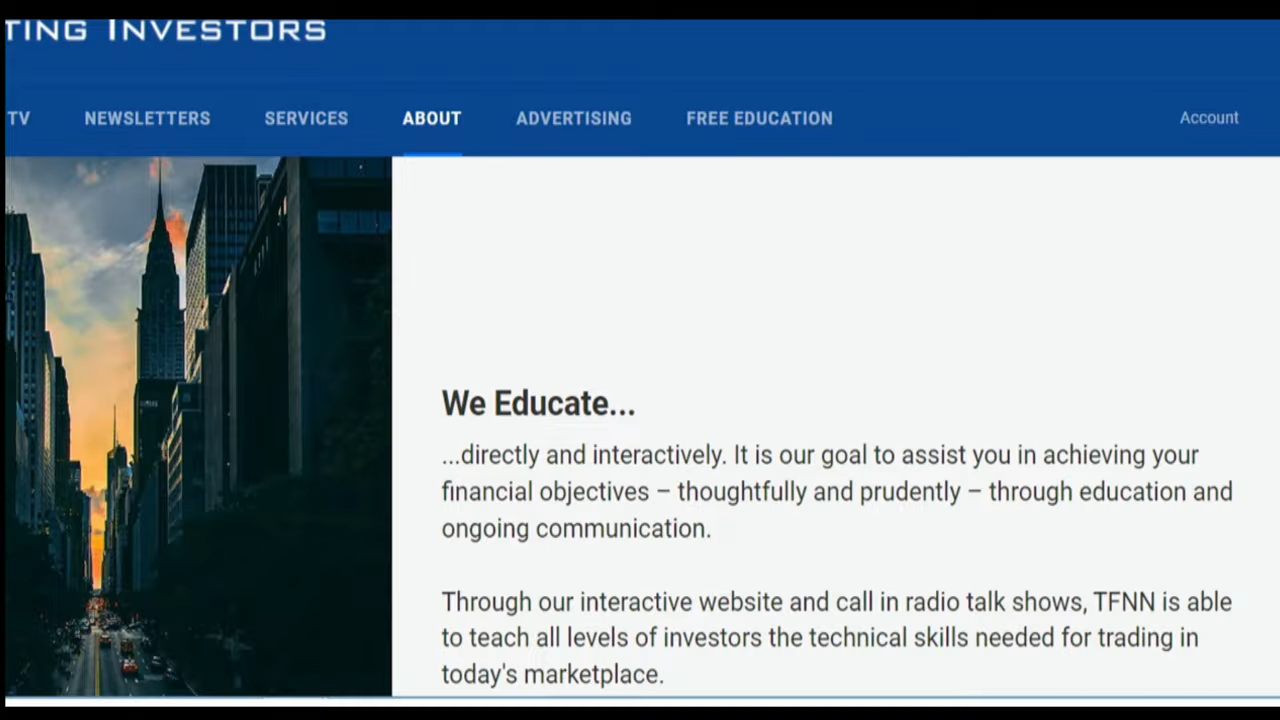 TING INVESTORS
TV NEWSLETTERS SERVICES ABOUT ADVERTISING FREE EDUCATION Account
We Educate...
...directly and interactively. It is our goal to assist you in achieving your
financial objectives – thoughtfully and prudently – through education and
ongoing communication.
Through our interactive website and call in radio talk shows, TFNN is able
to teach all levels of investors the technical skills needed for trading in
today's marketplace.